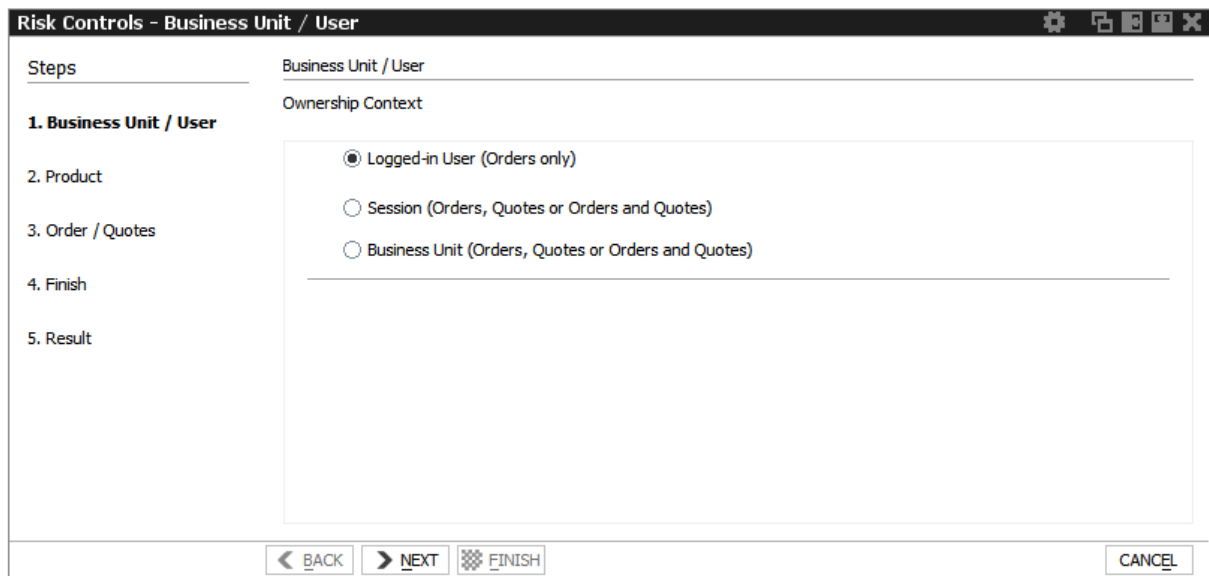 Risk Controls - Business Unit / User
Steps
1. Business Unit / User
2. Product
3. Order / Quotes
4. Finish
5. Result
Business Unit / User
Ownership Context
Logged-in User (Orders only)
Session (Orders, Quotes or Orders and Quotes)
Business Unit (Orders, Quotes or Orders and Quotes)
BACK NEXT FINISH CANCEL